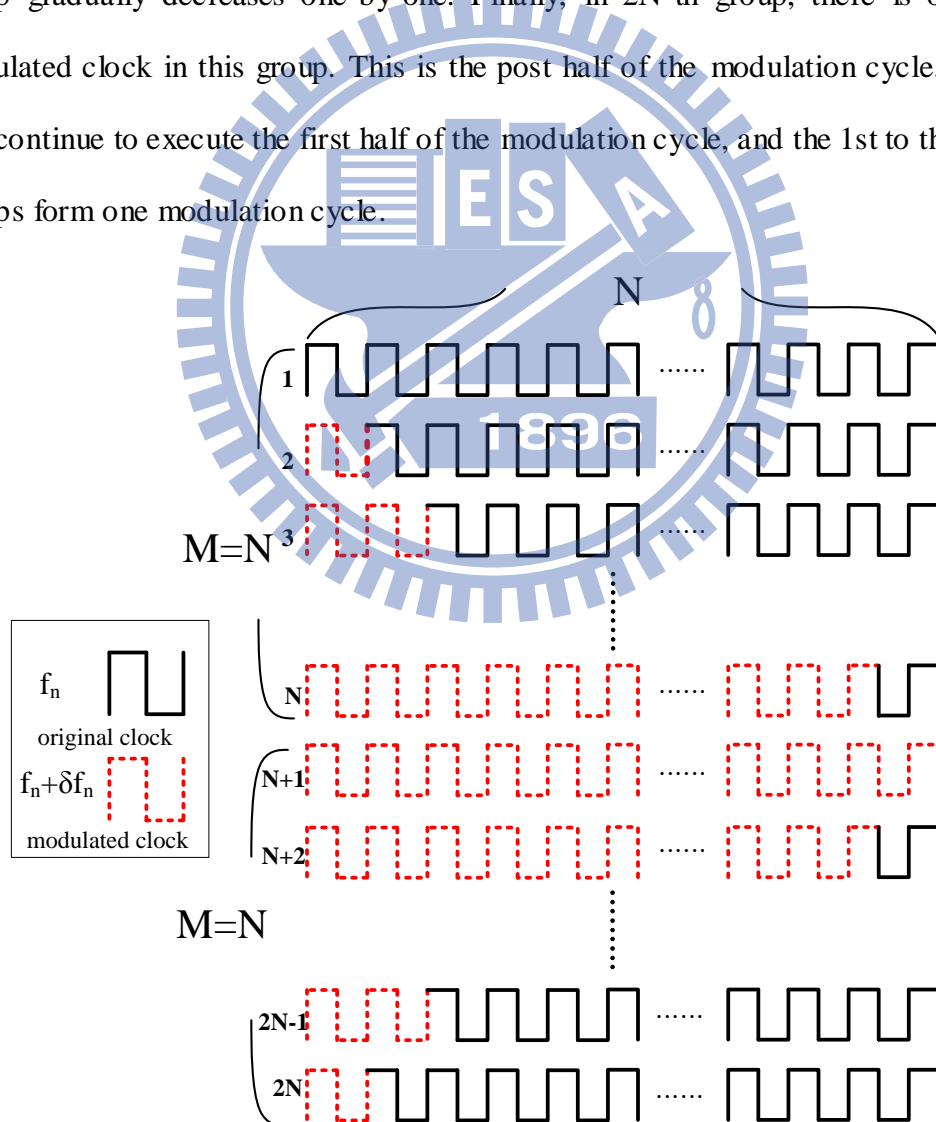 gradually decreases one by one. Finally, in 2N-th group, there is
ulated clock in this group. This is the post half of the modulation cycle.
continue to execute the first half of the modulation cycle, and the 1st to
ps form one modulation cycle.
ES A
8
1896
N
1
......
2
......
3
......
M=N
N
......
N+1
......
N+2
......
M=N
2N-1
......
2N
......
fn
original clock
fn+δfn
modulated clock